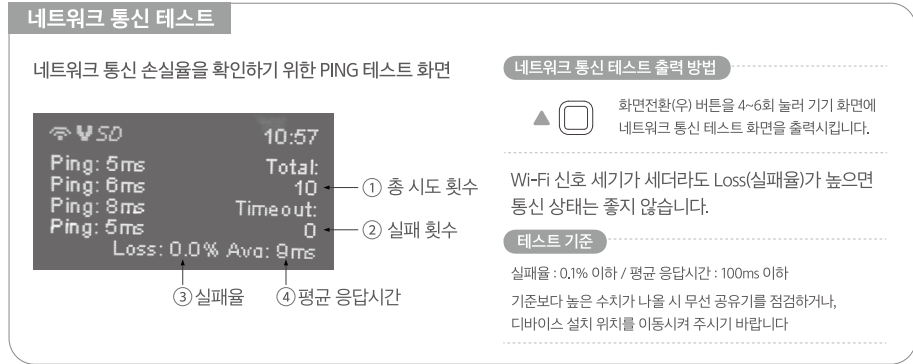 네트워크 통신 테스트
네트워크 통신 손실율을 확인하기 위한 PING 테스트 화면
SD 10:57
Ping: 5ms Total:
Ping: 6ms 10
Ping: 8ms Timeout:
Ping: 5ms 0
Loss: 0.0% Avg: 9ms
① 총 시도 횟수
② 실패 횟수
③ 실패율 ④ 평균 응답시간
네트워크 통신 테스트 출력 방법
화면전환(우) 버튼을 4~6회 눌러 기기 화면에
네트워크 통신 테스트 화면을 출력시킵니다.
Wi-Fi 신호 세기가 세더라도 Loss(실패율)가 높으면
통신 상태는 좋지 않습니다.
테스트 기준
실패율 : 0.1% 이하 / 평균 응답시간 : 100ms 이하
기준보다 높은 수치가 나올 시 무선 공유기를 점검하거나,
디바이스 설치 위치를 이동시켜 주시기 바랍니다